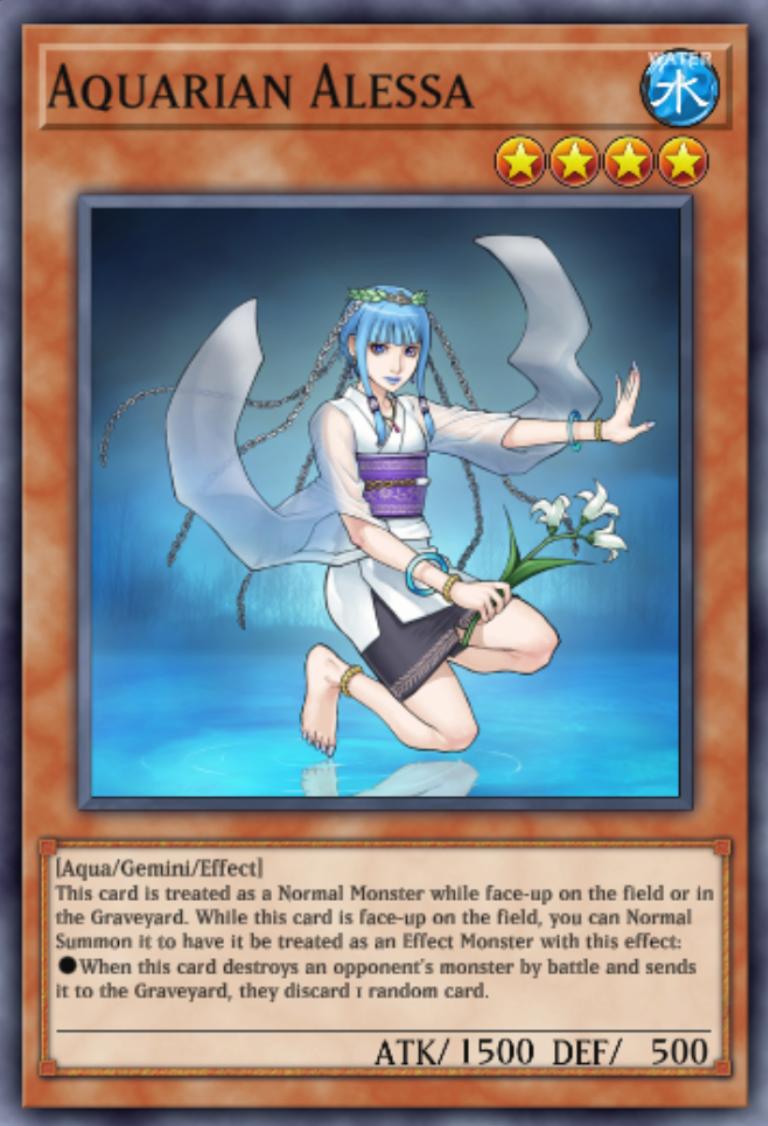 AQUARIAN ALESSA
WATER
水
[Aqua/Gemini/Effect]
This card is treated as a Normal Monster while face-up on the field or in
the Graveyard. While this card is face-up on the field, you can Normal
Summon it to have it be treated as an Effect Monster with this effect:
●When this card destroys an opponent's monster by battle and sends
it to the Graveyard, they discard 1 random card.
ATK/ 1500 DEF/ 500